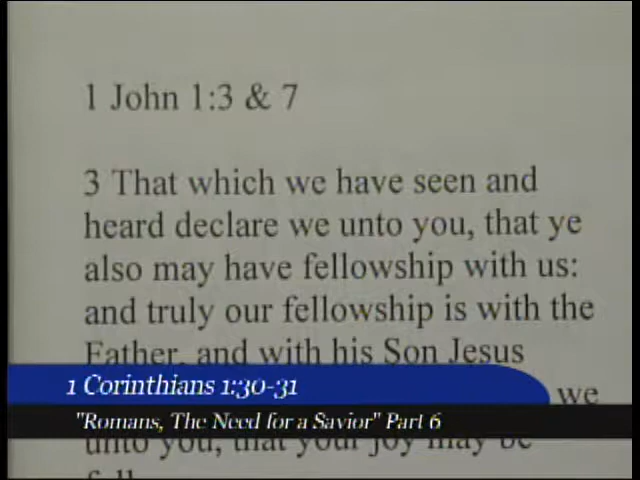 1 John 1:3 & 7
3 That which we have seen and
heard declare we unto you, that ye
also may have fellowship with us:
and truly our fellowship is with the
Father, and with his Son Jesus
we
unto you, that your joy may be
1 Corinthians 1:30-31
"Romans, The Need for a Savior" Part 6